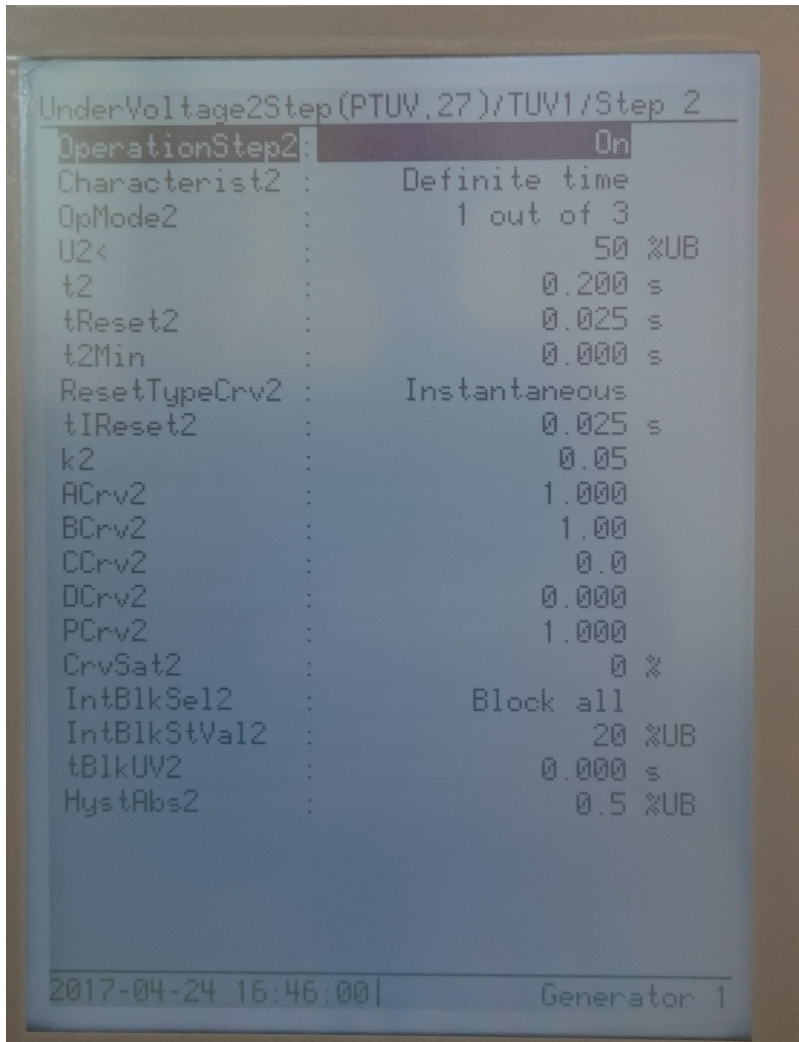 UnderVoltage2Step(PTUV,27)/TUV1/Step 2
OperationStep2: On
Characterist2 : Definite time
OpMode2 : 1 out of 3
U2< : 50 %UB
t2 : 0.200 s
tReset2 : 0.025 s
t2Min : 0.000 s
ResetTypeCrv2 : Instantaneous
tIReset2 : 0.025 s
k2 : 0.05
ACrv2 : 1.000
BCrv2 : 1.00
CCrv2 : 0.0
DCrv2 : 0.000
PCrv2 : 1.000
CrvSat2 : 0 %
IntBlkSel2 : Block all
IntBlkStVal2 : 20 %UB
tBlkUV2 : 0.000 s
HystAbs2 : 0.5 %UB
2017-04-24 16:46:00| Generator 1